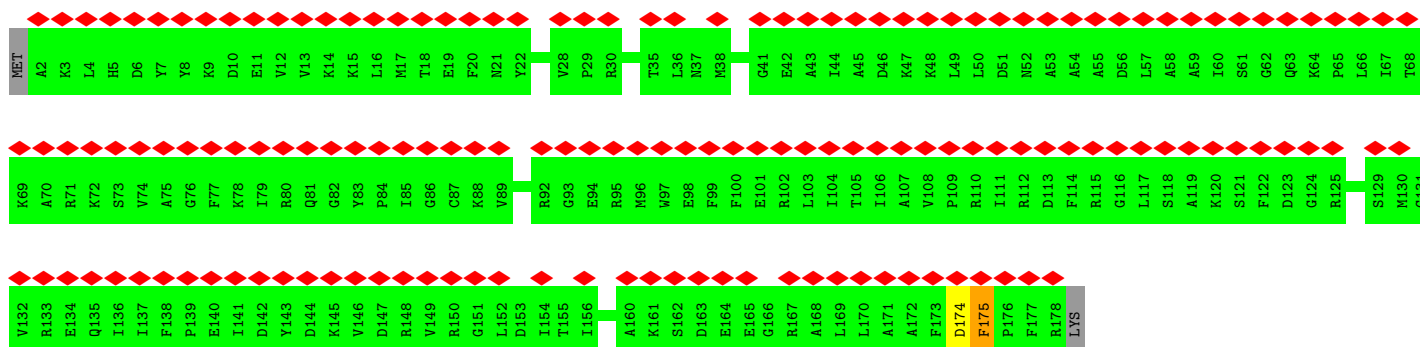 MET A2 K3 L4 H5 D6 Y7 Y8 K9 D10 E11 V12 V13 K14 K15 L16 M17 T18 E19 F20 N21 Y22 V28 P29 R30 T35 L36 N37 M38 G41 E42 A43 I44 A45 D46 K47 K48 L49 L50 D51 N52 A53 A54 A55 D56 L57 A58 A59 I60 S61 G62 Q63 K64 P65 L66 I67 T68
K69 A70 R71 K72 S73 V74 A75 G76 F77 K78 I79 R80 Q81 G82 Y83 P84 I85 G86 C87 K88 V89 R92 G93 E94 R95 M96 W97 E98 F99 F100 E101 R102 L103 I104 T105 I106 A107 V108 P109 R110 I111 R112 D113 F114 R115 G116 L117 S118 A119 K120 S121 F122 D123 G124 R125 S129 M130 G131
V132 R133 E134 Q135 I136 I137 F138 P139 E140 I141 D142 Y143 D144 K145 V146 D147 R148 V149 R150 G151 L152 D153 I154 T155 I156 A160 K161 S162 D163 E164 E165 G166 R167 A168 L169 L170 A171 A172 F173 D174 F175 P176 F177 R178 LYS